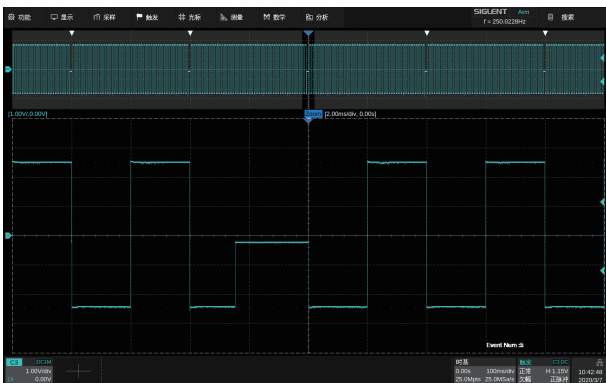 功能 显示 采样 触发 光标 测量 数学 分析 SIGLENT Arm 搜索
f = 250.0228Hz
[1.00V/,0.00V] Zoom [2.00ms/div, 0.00s]
Event Num :5
C3 DC1M 时基 触发 C3 DC
1.00V/div 0.00s 100ms/div 正常 H 1.15V 10:42:48
0.00V 25.0Mpts 25.0MSa/s 欠幅 正脉冲 2020/3/7